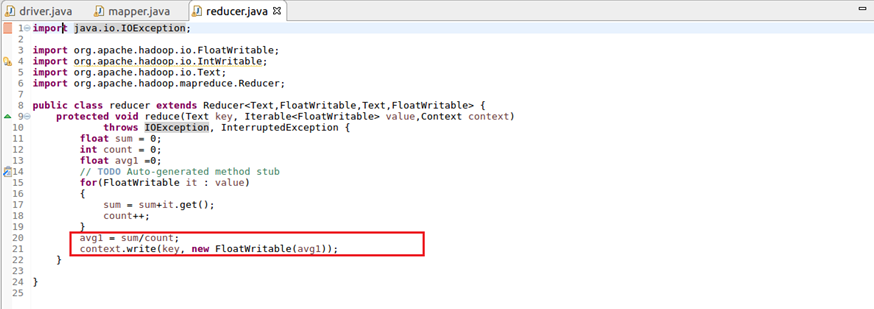 driver.java mapper.java reducer.java
1 import java.io.IOException;
2
3 import org.apache.hadoop.io.FloatWritable;
4 import org.apache.hadoop.io.IntWritable;
5 import org.apache.hadoop.io.Text;
6 import org.apache.hadoop.mapreduce.Reducer;
7
8 public class reducer extends Reducer<Text,FloatWritable,Text,FloatWritable> {
9 protected void reduce(Text key, Iterable<FloatWritable> value,Context context)
10 throws IOException, InterruptedException {
11 float sum = 0;
12 int count = 0;
13 float avg1 =0;
14 // TODO Auto-generated method stub
15 for(FloatWritable it : value)
16 {
17 sum = sum+it.get();
18 count++;
19 }
20 avg1 = sum/count;
21 context.write(key, new FloatWritable(avg1));
22 }
23
24 }
25